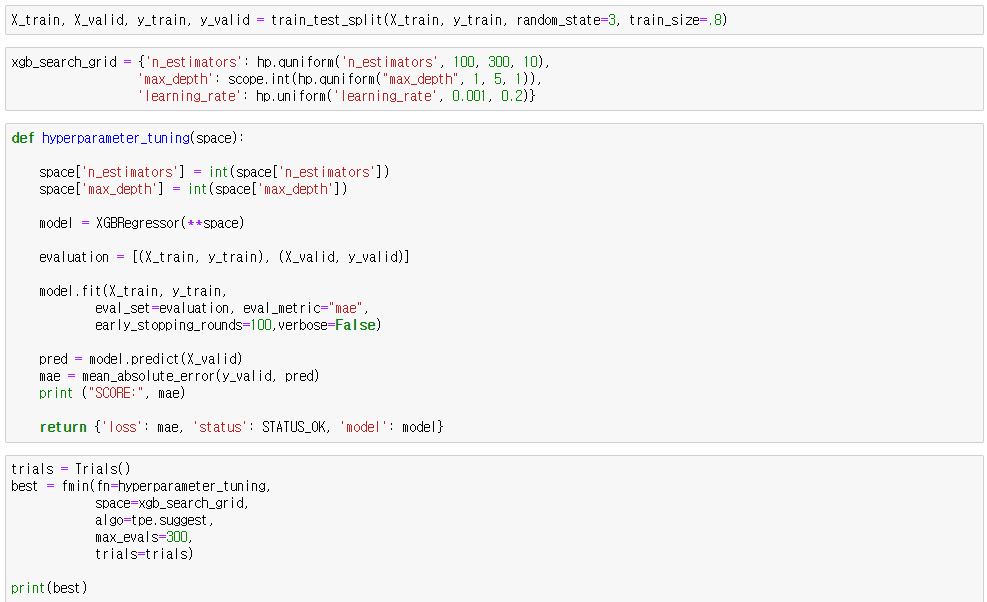 X_train, X_valid, y_train, y_valid = train_test_split(X_train, y_train, random_state=3, train_size=.8)
xgb_search_grid = {'n_estimators': hp.quniform('n_estimators', 100, 300, 10),
                  'max_depth': scope.int(hp.quniform("max_depth", 1, 5, 1)),
                  'learning_rate': hp.uniform('learning_rate', 0.001, 0.2)}
def hyperparameter_tuning(space):
    space['n_estimators'] = int(space['n_estimators'])
    space['max_depth'] = int(space['max_depth'])
    model = XGBRegressor(**space)
    evaluation = [(X_train, y_train), (X_valid, y_valid)]
    model.fit(X_train, y_train,
            eval_set=evaluation, eval_metric="mae",
            early_stopping_rounds=100,verbose=False)
    pred = model.predict(X_valid)
    mae = mean_absolute_error(y_valid, pred)
    print ("SCORE:", mae)
    return {'loss': mae, 'status': STATUS_OK, 'model': model}
trials = Trials()
best = fmin(fn=hyperparameter_tuning,
            space=xgb_search_grid,
            algo=tpe.suggest,
            max_evals=300,
            trials=trials)
print(best)